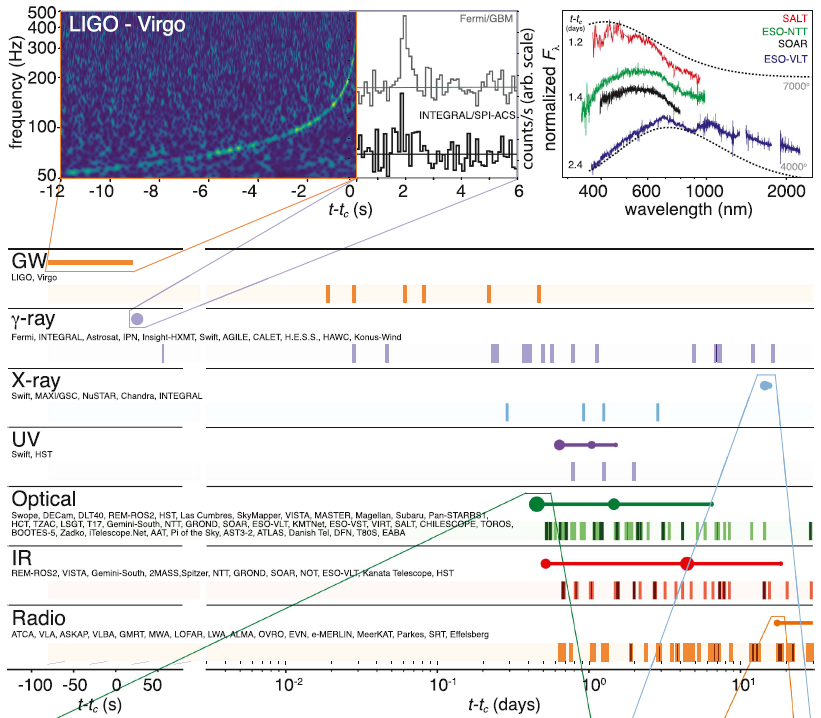 LIGO - Virgo
frequency (Hz)
500
400
300
200
100
50
-12 -10 -8 -6 -4 -2 0 2 4 6
t-tc (s)
Fermi/GBM
INTEGRAL/SPI-ACS
counts/s (arb. scale)
normalized Fλ
t-tc
(days)
1.2
1.4
2.4
SALT
ESO-NTT
SOAR
ESO-VLT
7000°
4000°
400 600 1000 2000
wavelength (nm)
GW
LIGO, Virgo
γ-ray
Fermi, INTEGRAL, Astrosat, IPN, Insight-HXMT, Swift, AGILE, CALET, H.E.S.S., HAWC, Konus-Wind
X-ray
Swift, MAXI/GSC, NuSTAR, Chandra, INTEGRAL
UV
Swift, HST
Optical
Swope, DECam, DLT40, REM-ROS2, HST, Las Cumbres, SkyMapper, VISTA, MASTER, Magellan, Subaru, Pan-STARRS1,
HCT, TZAC, LSGT, T17, Gemini-South, NTT, GROND, SOAR, ESO-VLT, KMTNet, ESO-VST, VIRT, SALT, CHILESCOPE, TOROS,
BOOTES-5, Zadko, iTelescope.Net, AAT, Pi of the Sky, AST3-2, ATLAS, Danish Tel, DFN, T80S, EABA
IR
REM-ROS2, VISTA, Gemini-South, 2MASS,Spitzer, NTT, GROND, SOAR, NOT, ESO-VLT, Kanata Telescope, HST
Radio
ATCA, VLA, ASKAP, VLBA, GMRT, MWA, LOFAR, LWA, ALMA, OVRO, EVN, e-MERLIN, MeerKAT, Parkes, SRT, Effelsberg
-100 -50 0 50 10⁻² 10⁻¹ 10⁰ 10¹
t-tc (s) t-tc (days)